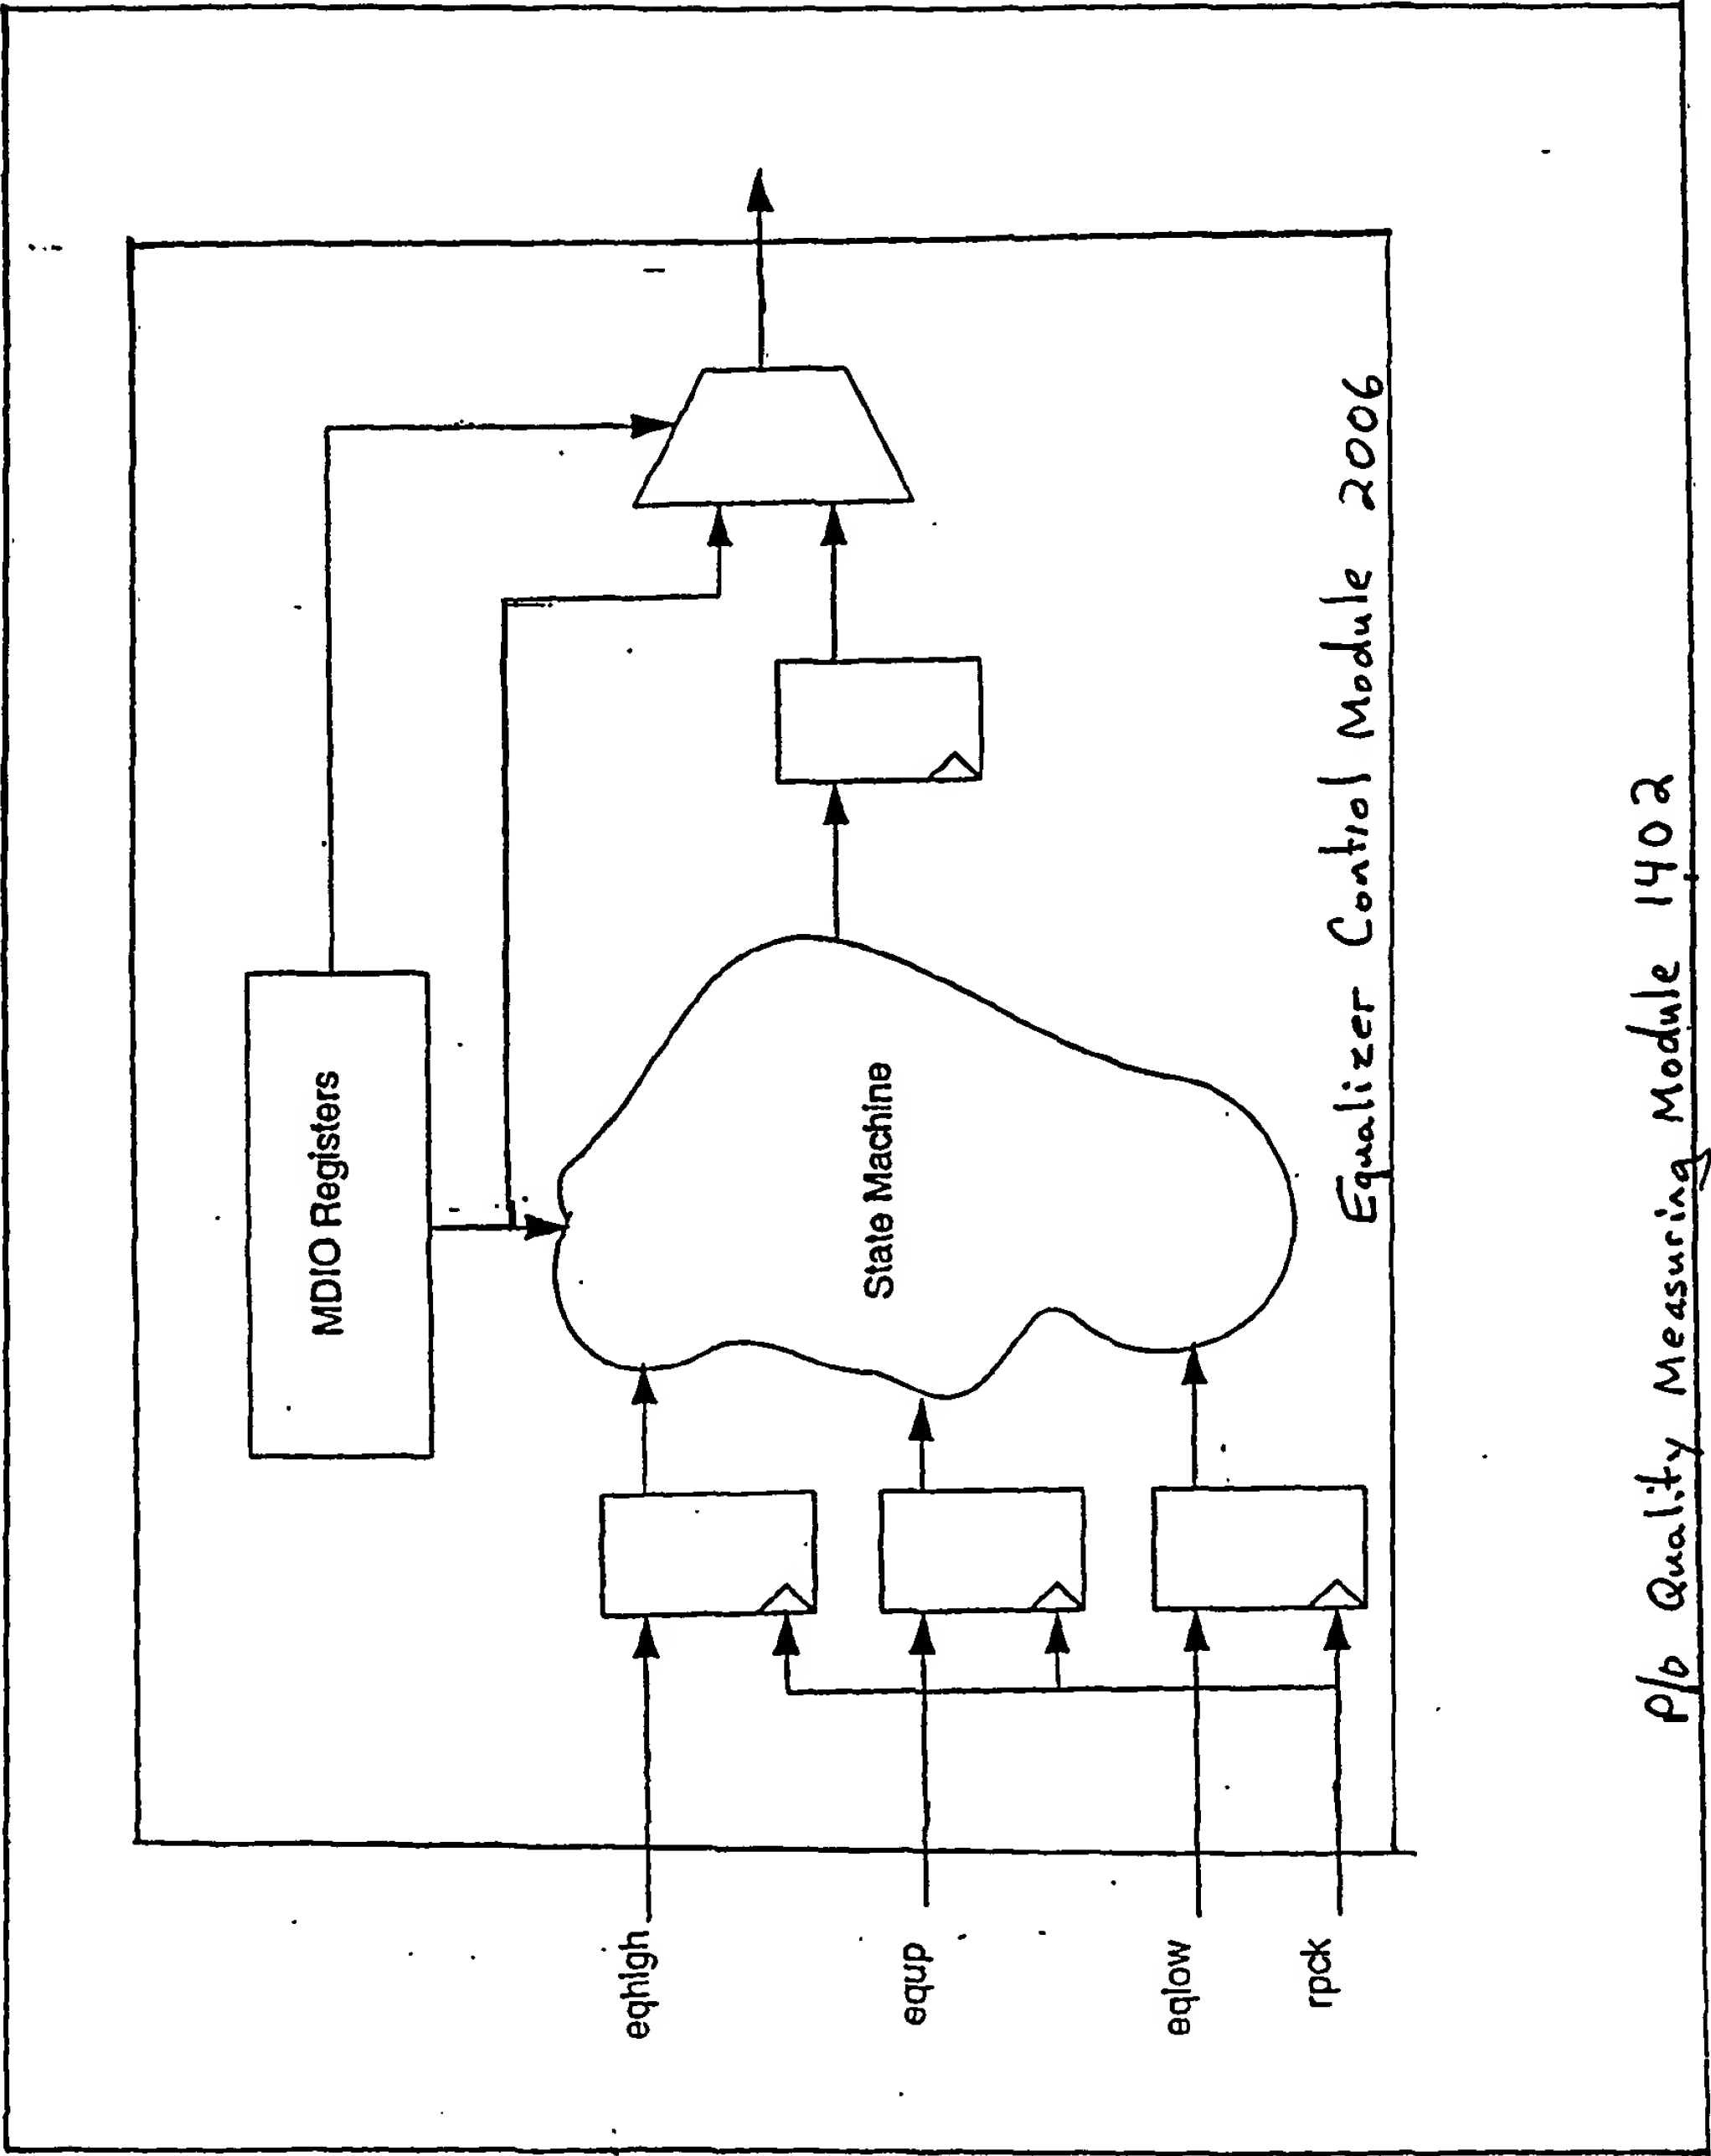 MDIO Registers
State Machine
eqhigh
equp
eqlow
rpck
Equalizer Control Module 2006
P/o Quality Measuring Module 1402